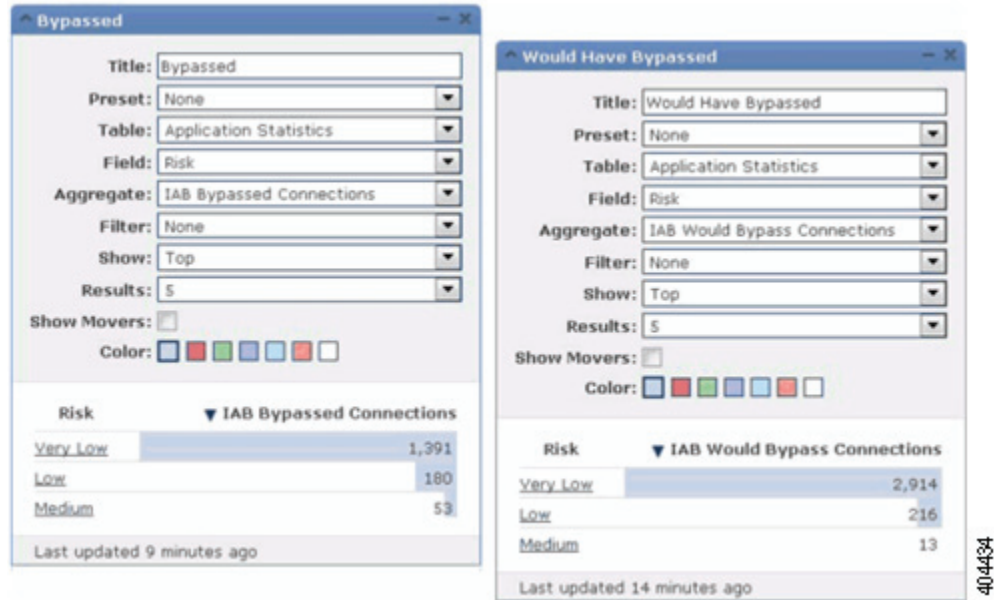 Bypassed
Title: Bypassed
Preset: None
Table: Application Statistics
Field: Risk
Aggregate: IAB Bypassed Connections
Filter: None
Show: Top
Results: 5
Show Movers:
Color:
Risk ▼ IAB Bypassed Connections
Very Low 1,391
Low 180
Medium 53
Last updated 9 minutes ago
Would Have Bypassed
Title: Would Have Bypassed
Preset: None
Table: Application Statistics
Field: Risk
Aggregate: IAB Would Bypass Connections
Filter: None
Show: Top
Results: 5
Show Movers:
Color:
Risk ▼ IAB Would Bypass Connections
Very Low 2,914
Low 216
Medium 13
Last updated 14 minutes ago
404434